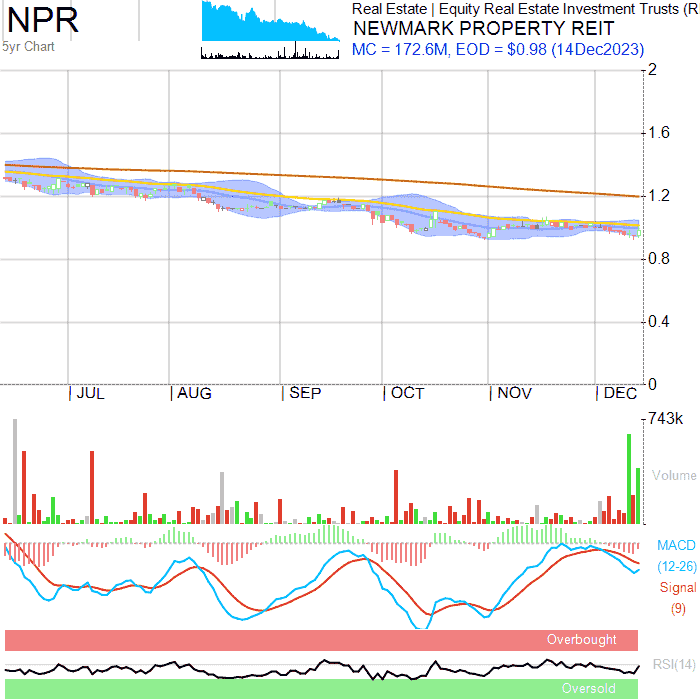 NPR
5yr Chart
Real Estate | Equity Real Estate Investment Trusts (R
NEWMARK PROPERTY REIT
MC = 172.6M, EOD = $0.98 (14Dec2023)
2
1.6
1.2
0.8
0.4
0
JUL AUG SEP OCT NOV DEC
743k
Volume
MACD
(12-26)
Signal
(9)
Overbought
RSI(14)
Oversold